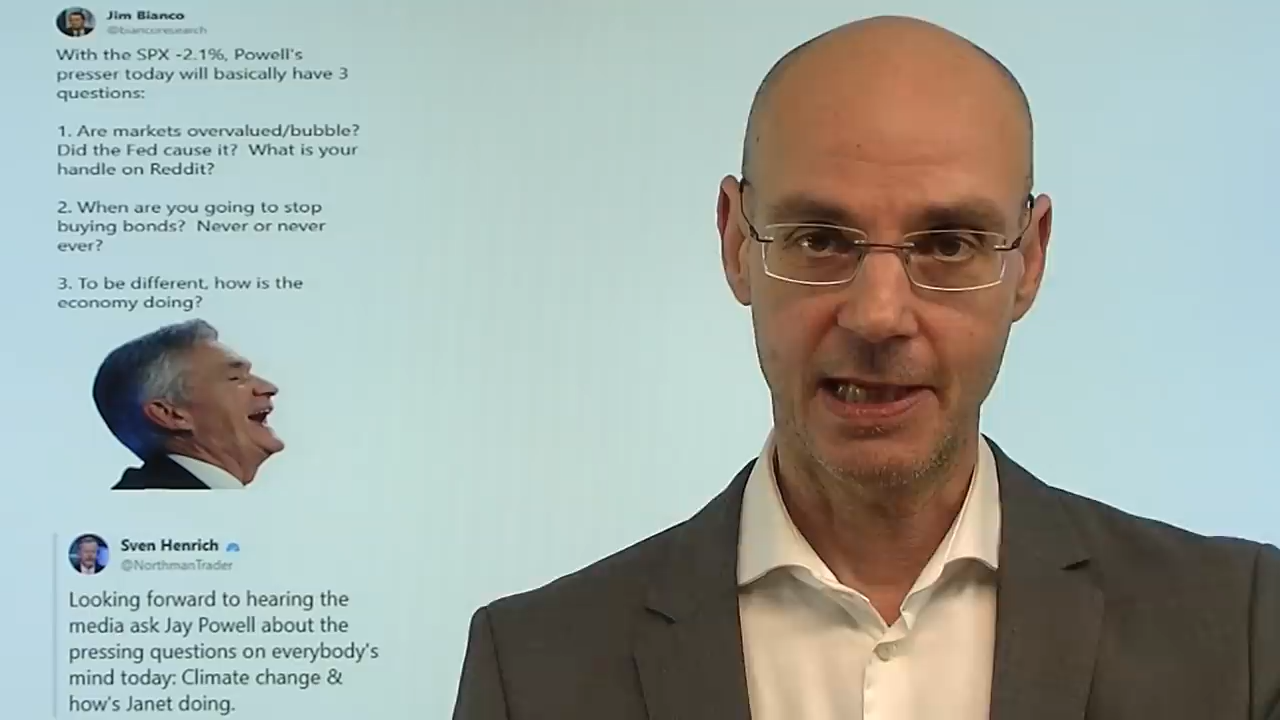 Jim Bianco
@biancoresearch
With the SPX -2.1%, Powell's
presser today will basically have 3
questions:
1. Are markets overvalued/bubble?
Did the Fed cause it? What is your
handle on Reddit?
2. When are you going to stop
buying bonds? Never or never
ever?
3. To be different, how is the
economy doing?
Sven Henrich
@NorthmanTrader
Looking forward to hearing the
media ask Jay Powell about the
pressing questions on everybody's
mind today: Climate change &
how's Janet doing.